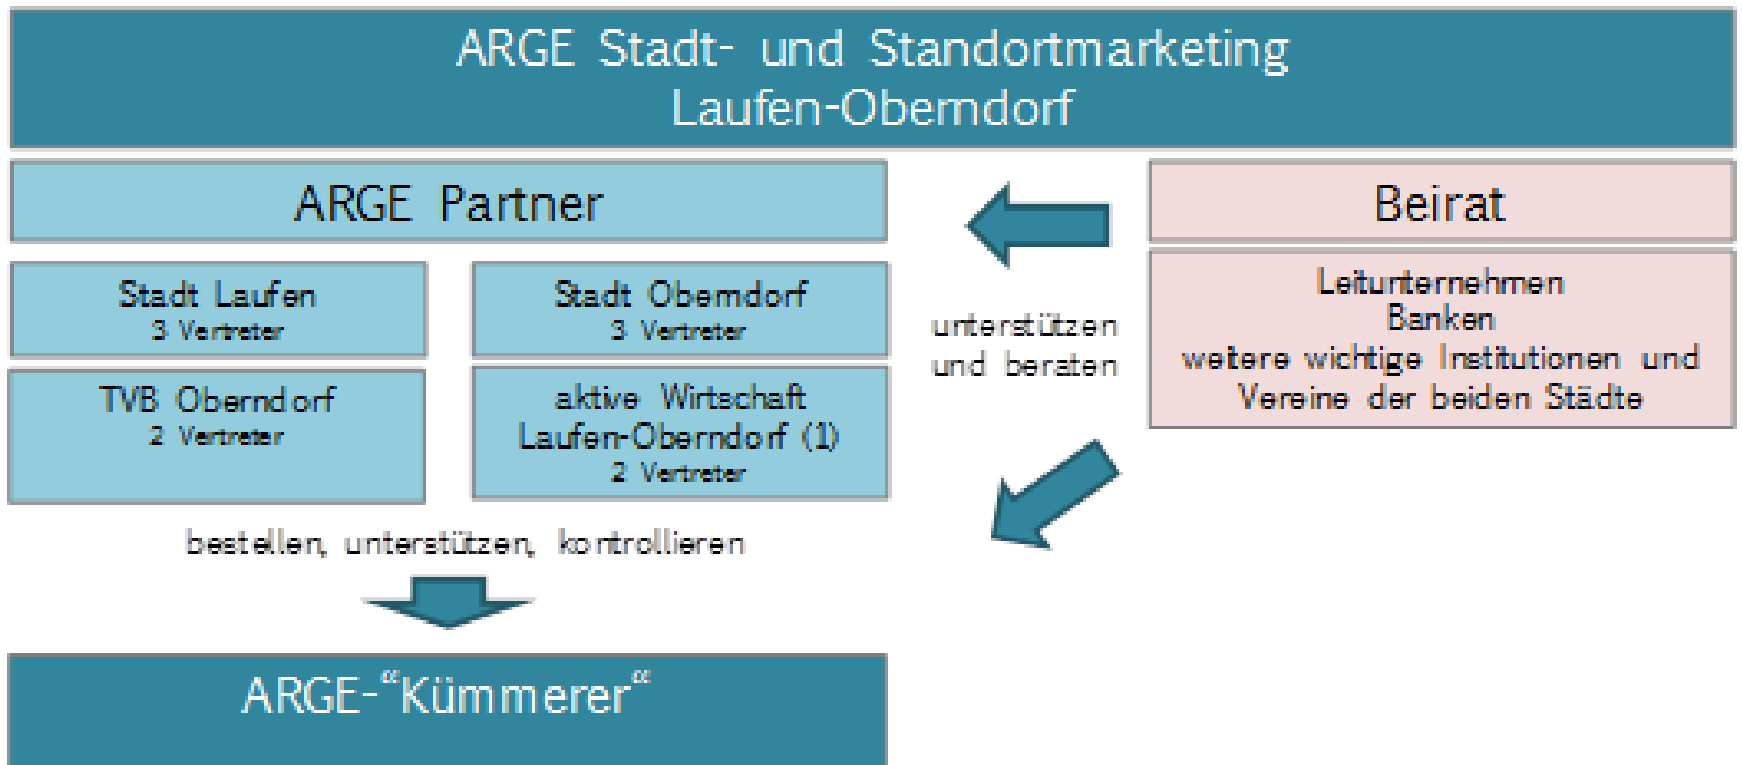 ARGE Stadt- und Standortmarketing
Laufen-Oberndorf
ARGE Partner
Beirat
Stadt Laufen
3 Vertreter
Stadt Oberndorf
3 Vertreter
TVB Oberndorf
2 Vertreter
aktive Wirtschaft
Laufen-Oberndorf (1)
2 Vertreter
unterstützen
und beraten
Leitunternehmen
Banken
weitere wichtige Institutionen und
Vereine der beiden Städte
bestellen, unterstützen, kontrollieren
ARGE-“Kümmerer“